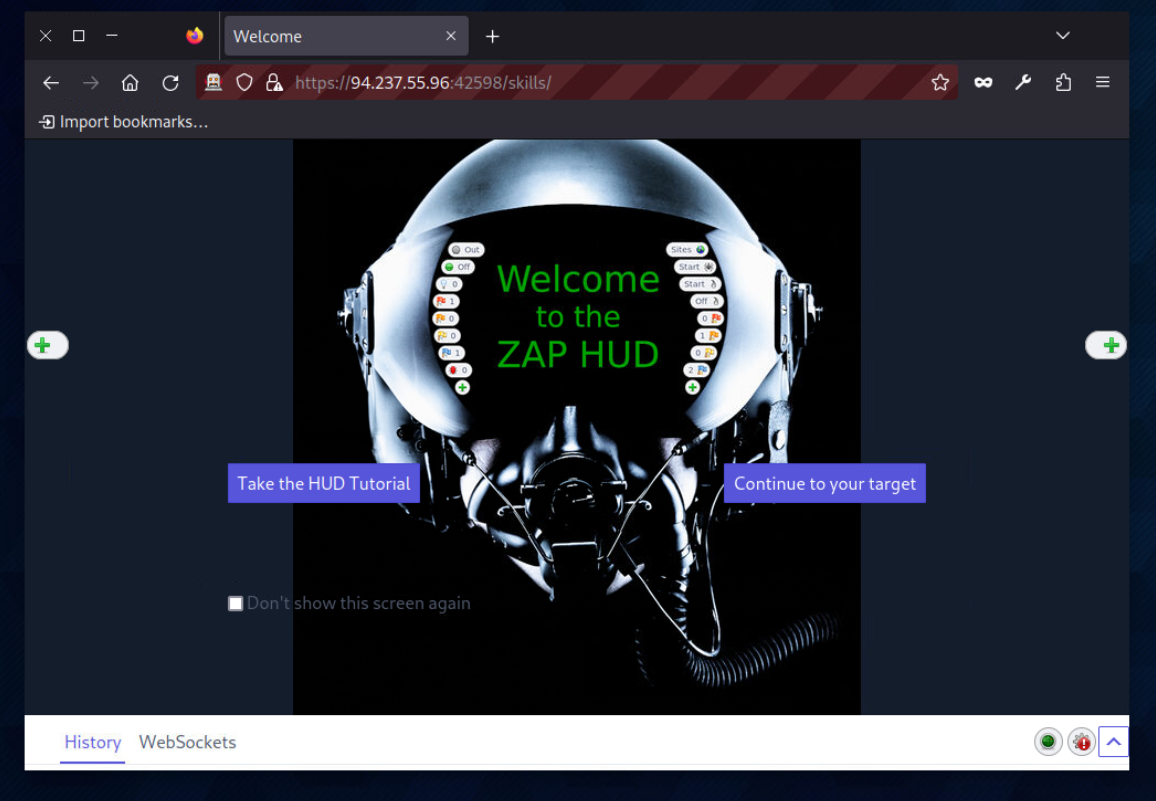 Welcome
https://94.237.55.96:42598/skills/
Import bookmarks...
Out
Off
0
1
0
0
1
0
Welcome
to the
ZAP HUD
Sites
Start
Start
Off
0
1
0
2
Take the HUD Tutorial
Continue to your target
Don't show this screen again
History WebSockets